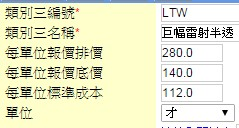 類別三編號* LTW
類別三名稱* 巨幅雷射半透
每單位報價排價 280.0
每單位報價底價 140.0
每單位標準成本 112.0
單位 才